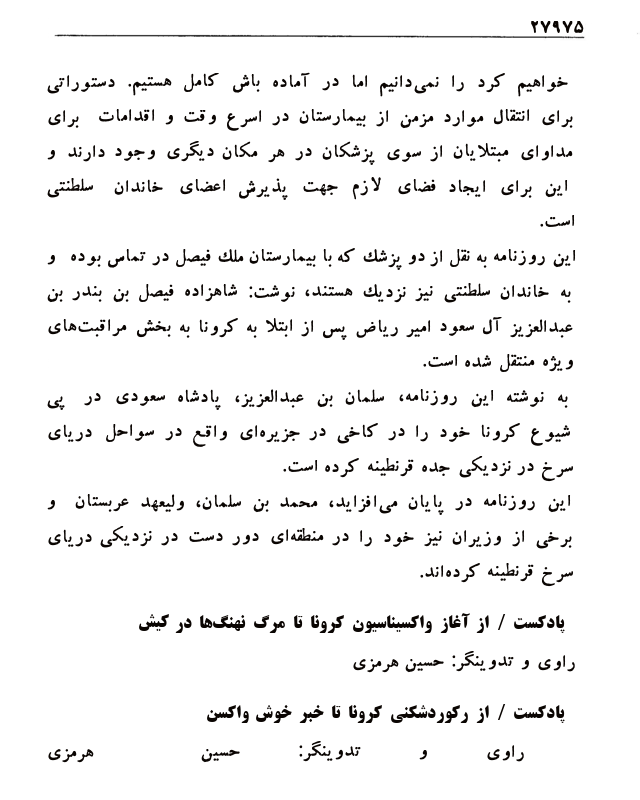 ۲۷۹۷۵
خواهیم کرد را نمی‌دانیم اما در آماده باش کامل هستیم. دستوراتی
برای انتقال موارد مزمن از بیمارستان در اسرع وقت و اقدامات برای
مداوای مبتلایان از سوی پزشکان در هر مکان دیگری وجود دارند و
این برای ایجاد فضای لازم جهت پذیرش اعضای خاندان سلطنتی
است.
این روزنامه به نقل از دو پزشك که با بیمارستان ملك فیصل در تماس بوده و
به خاندان سلطنتی نیز نزدیك هستند، نوشت: شاهزاده فیصل بن بندر بن
عبدالعزیز آل سعود امیر ریاض پس از ابتلا به کرونا به بخش مراقبت‌های
ویژه منتقل شده است.
به نوشته این روزنامه، سلمان بن عبدالعزیز، پادشاه سعودی در پی
شیوع کرونا خود را در کاخی در جزیره‌ای واقع در سواحل دریای
سرخ در نزدیکی جده قرنطینه کرده است.
این روزنامه در پایان می‌افزاید، محمد بن سلمان، ولیعهد عربستان و
برخی از وزیران نیز خود را در منطقه‌ای دور دست در نزدیکی دریای
سرخ قرنطینه کرده‌اند.
پادکست / از آغاز واکسیناسیون کرونا تا مرگ نهنگ‌ها در کیش
راوی و تدوینگر: حسین هرمزی
پادکست / از رکوردشکنی کرونا تا خبر خوش واکسن
راوی و تدوینگر: حسین هرمزی